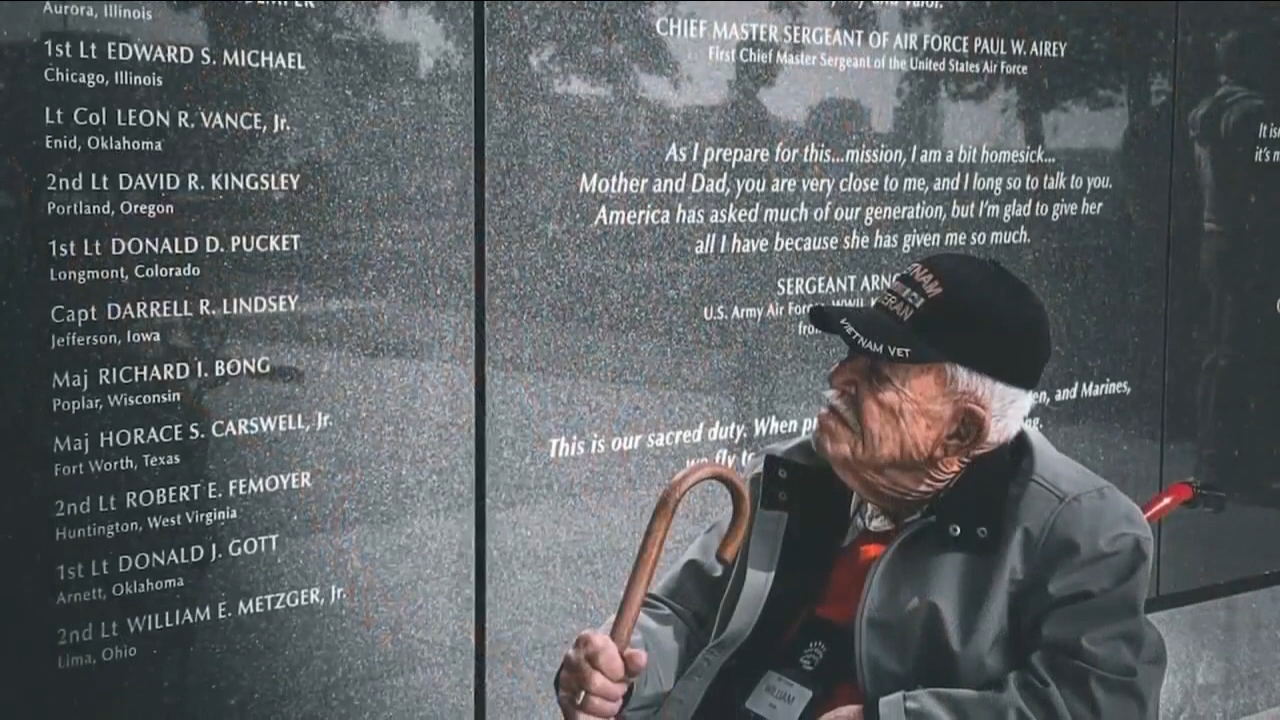 Aurora, Illinois
1st Lt EDWARD S. MICHAEL
Chicago, Illinois
Lt Col LEON R. VANCE, Jr.
Enid, Oklahoma
2nd Lt DAVID R. KINGSLEY
Portland, Oregon
1st Lt DONALD D. PUCKET
Longmont, Colorado
Capt DARRELL R. LINDSEY
Jefferson, Iowa
Maj RICHARD I. BONG
Poplar, Wisconsin
Maj HORACE S. CARSWELL, Jr.
Fort Worth, Texas
2nd Lt ROBERT E. FEMOYER
Huntington, West Virginia
1st Lt DONALD J. GOTT
Arnett, Oklahoma
2nd Lt WILLIAM E. METZGER, Jr.
Lima, Ohio
and valor.
CHIEF MASTER SERGEANT OF AIR FORCE PAUL W. AIREY
First Chief Master Sergeant of the United States Air Force
As I prepare for this...mission, I am a bit homesick...
Mother and Dad, you are very close to me, and I long so to talk to you.
America has asked much of our generation, but I'm glad to give her
all I have because she has given me so much.
SERGEANT
U.S. Army Air
This is our sacred duty. When
and Marines,
we fly
VIETNAM VET
WILLIAM